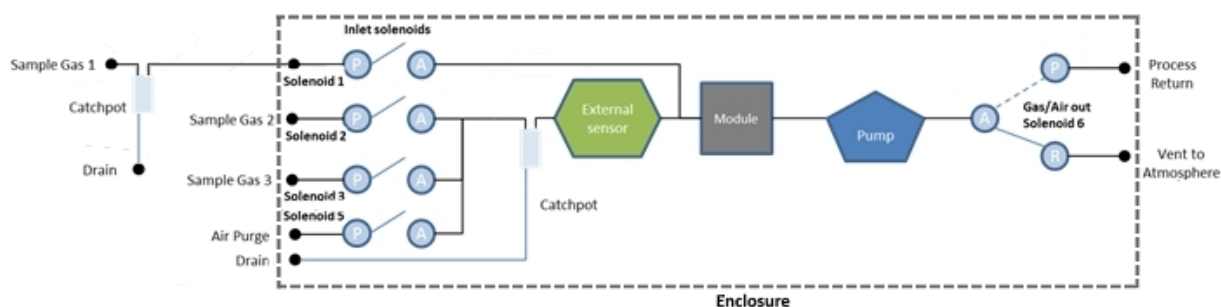 Inlet solenoids
Sample Gas 1
P
A
P
Process
Return
Solenoid 1
Catchpot
External
sensor
Module
Gas/Air out
Solenoid 6
Sample Gas 2
P
A
A
Solenoid 2
Pump
Drain
R
Vent to
Atmosphere
Sample Gas 3
P
A
Solenoid 3
Catchpot
Solenoid 5
Air Purge
P
A
Drain
Enclosure